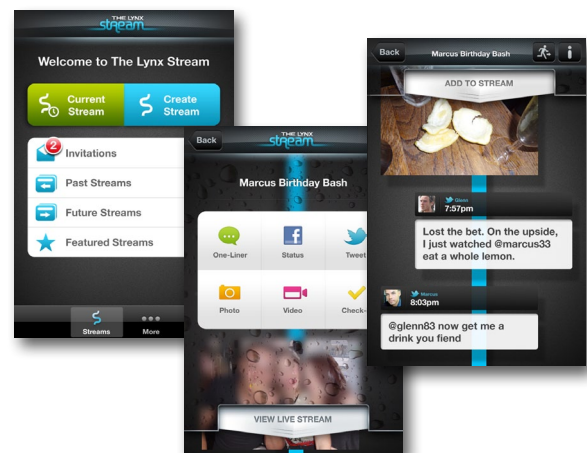 THE LYNX
stream
Welcome to The Lynx Stream
Current
Stream
Create
Stream
2
Invitations
Past Streams
Future Streams
Featured Streams
Streams
More
Back
THE LYNX
stream
Marcus Birthday Bash
One-Liner
Status
Tweet
Photo
Video
Check-
VIEW LIVE STREAM
Back
Marcus Birthday Bash
i
ADD TO STREAM
Glenn
7:57pm
Lost the bet. On the upside,
I just watched @marcus33
eat a whole lemon.
Marcus
8:03pm
@glenn83 now get me a
drink you fiend